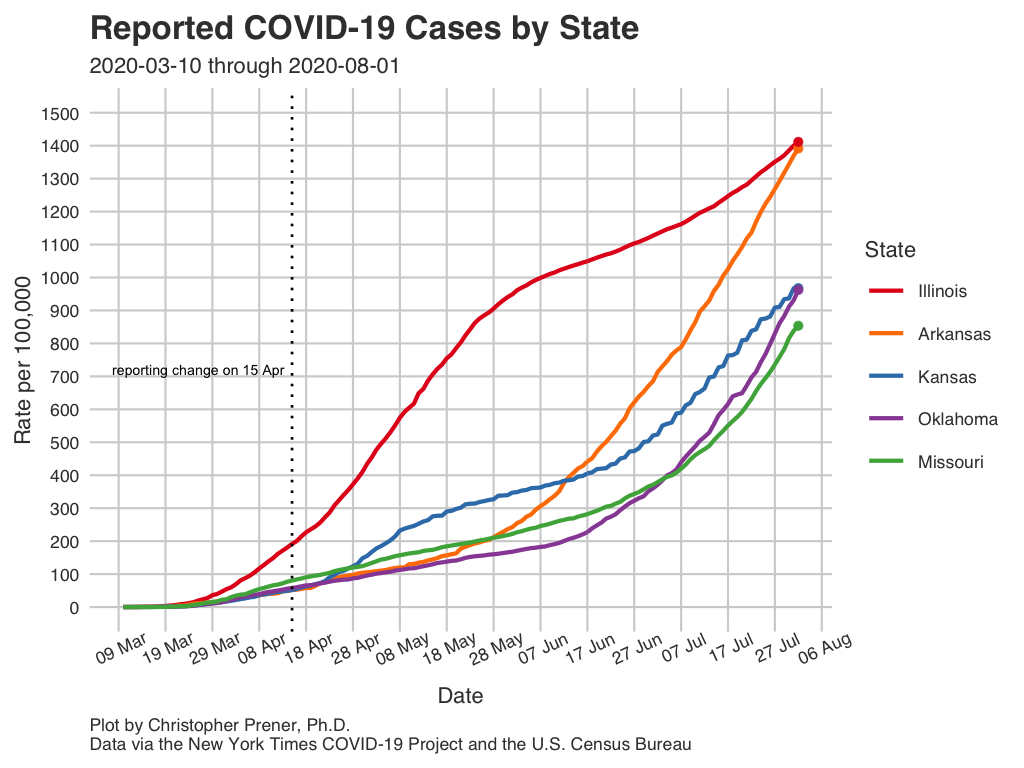 Reported COVID-19 Cases by State
2020-03-10 through 2020-08-01
1500
1400
1300
1200
1100
1000
900
800
700
600
500
400
300
200
100
0
Rate per 100,000
reporting change on 15 Apr
09 Mar
19 Mar
29 Mar
08 Apr
18 Apr
28 Apr
08 May
18 May
28 May
07 Jun
17 Jun
27 Jun
07 Jul
17 Jul
27 Jul
06 Aug
Date
State
Illinois
Arkansas
Kansas
Oklahoma
Missouri
Plot by Christopher Prener, Ph.D.
Data via the New York Times COVID-19 Project and the U.S. Census Bureau